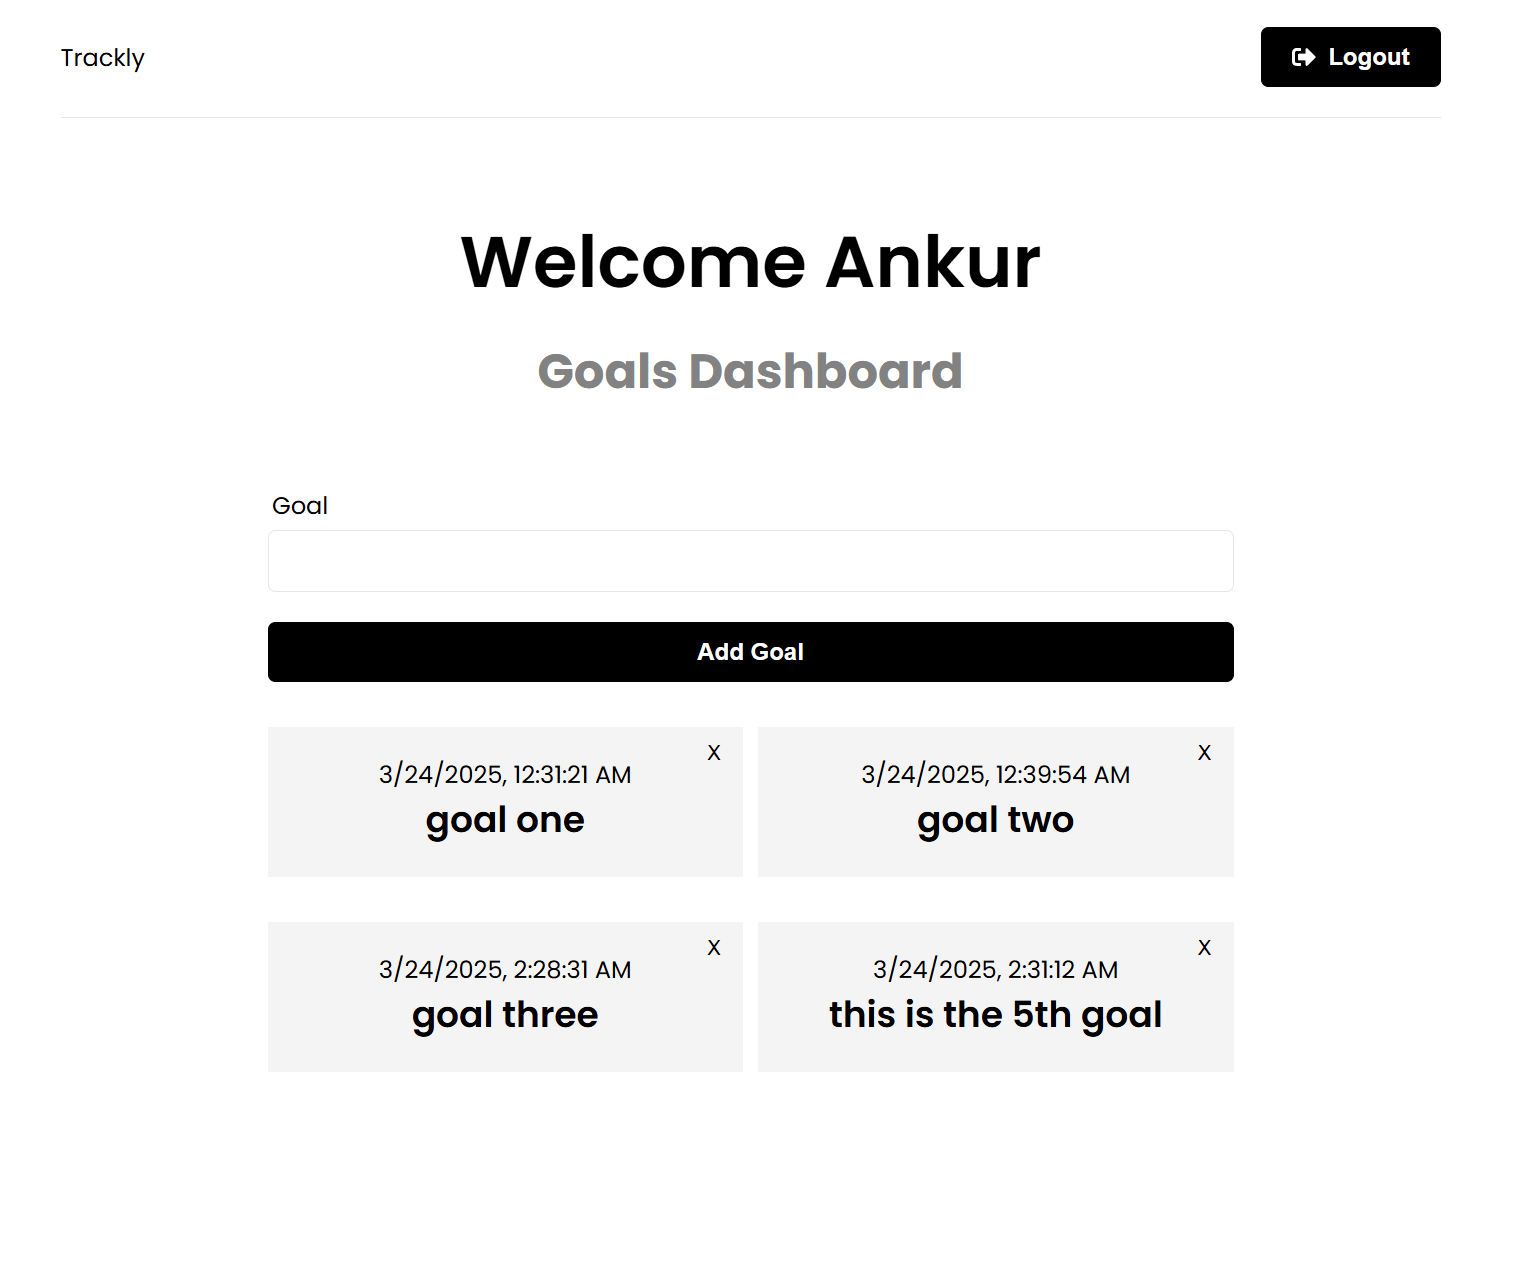 Trackly
Logout
Welcome Ankur
Goals Dashboard
Goal
Add Goal
X
3/24/2025, 12:31:21 AM
goal one
X
3/24/2025, 12:39:54 AM
goal two
X
3/24/2025, 2:28:31 AM
goal three
X
3/24/2025, 2:31:12 AM
this is the 5th goal